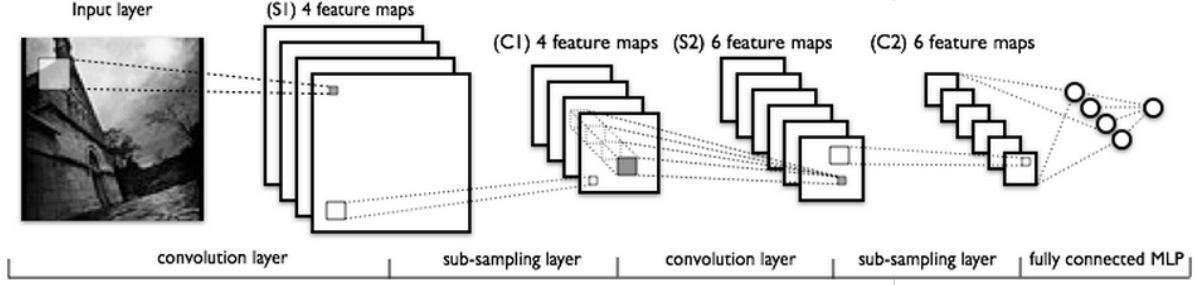 Input layer
(S1) 4 feature maps
(C1) 4 feature maps
(S2) 6 feature maps
(C2) 6 feature maps
convolution layer
sub-sampling layer
convolution layer
sub-sampling layer
fully connected MLP